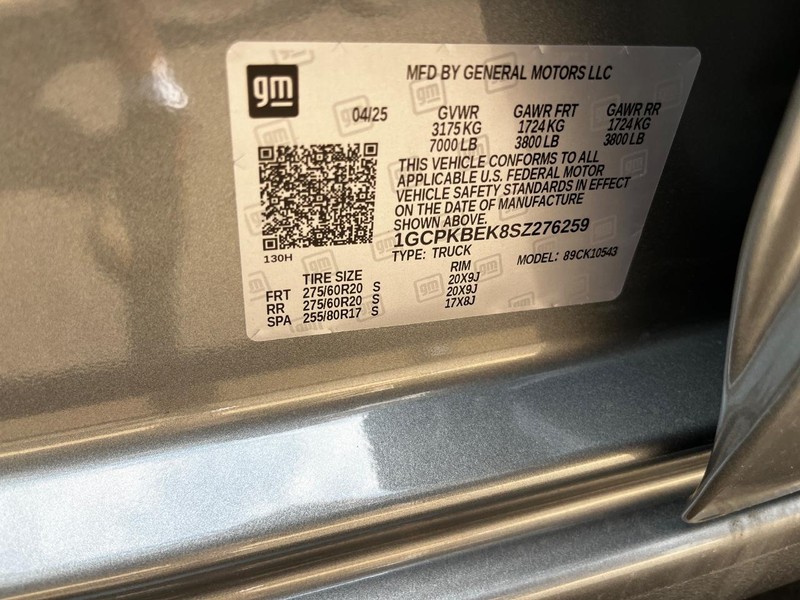 gm
MFD BY GENERAL MOTORS LLC
04/25 GVWR GAWR FRT GAWR RR
3175 KG 1724 KG 1724 KG
7000 LB 3800 LB 3800 LB
THIS VEHICLE CONFORMS TO ALL
APPLICABLE U.S. FEDERAL MOTOR
VEHICLE SAFETY STANDARDS IN EFFECT
ON THE DATE OF MANUFACTURE
SHOWN ABOVE.
1GCPKBEK8SZ276259
130H
TYPE: TRUCK MODEL: 89CK10543
TIRE SIZE RIM
FRT 275/60R20 S 20X9J
RR 275/60R20 S 20X9J
SPA 255/80R17 S 17X8J